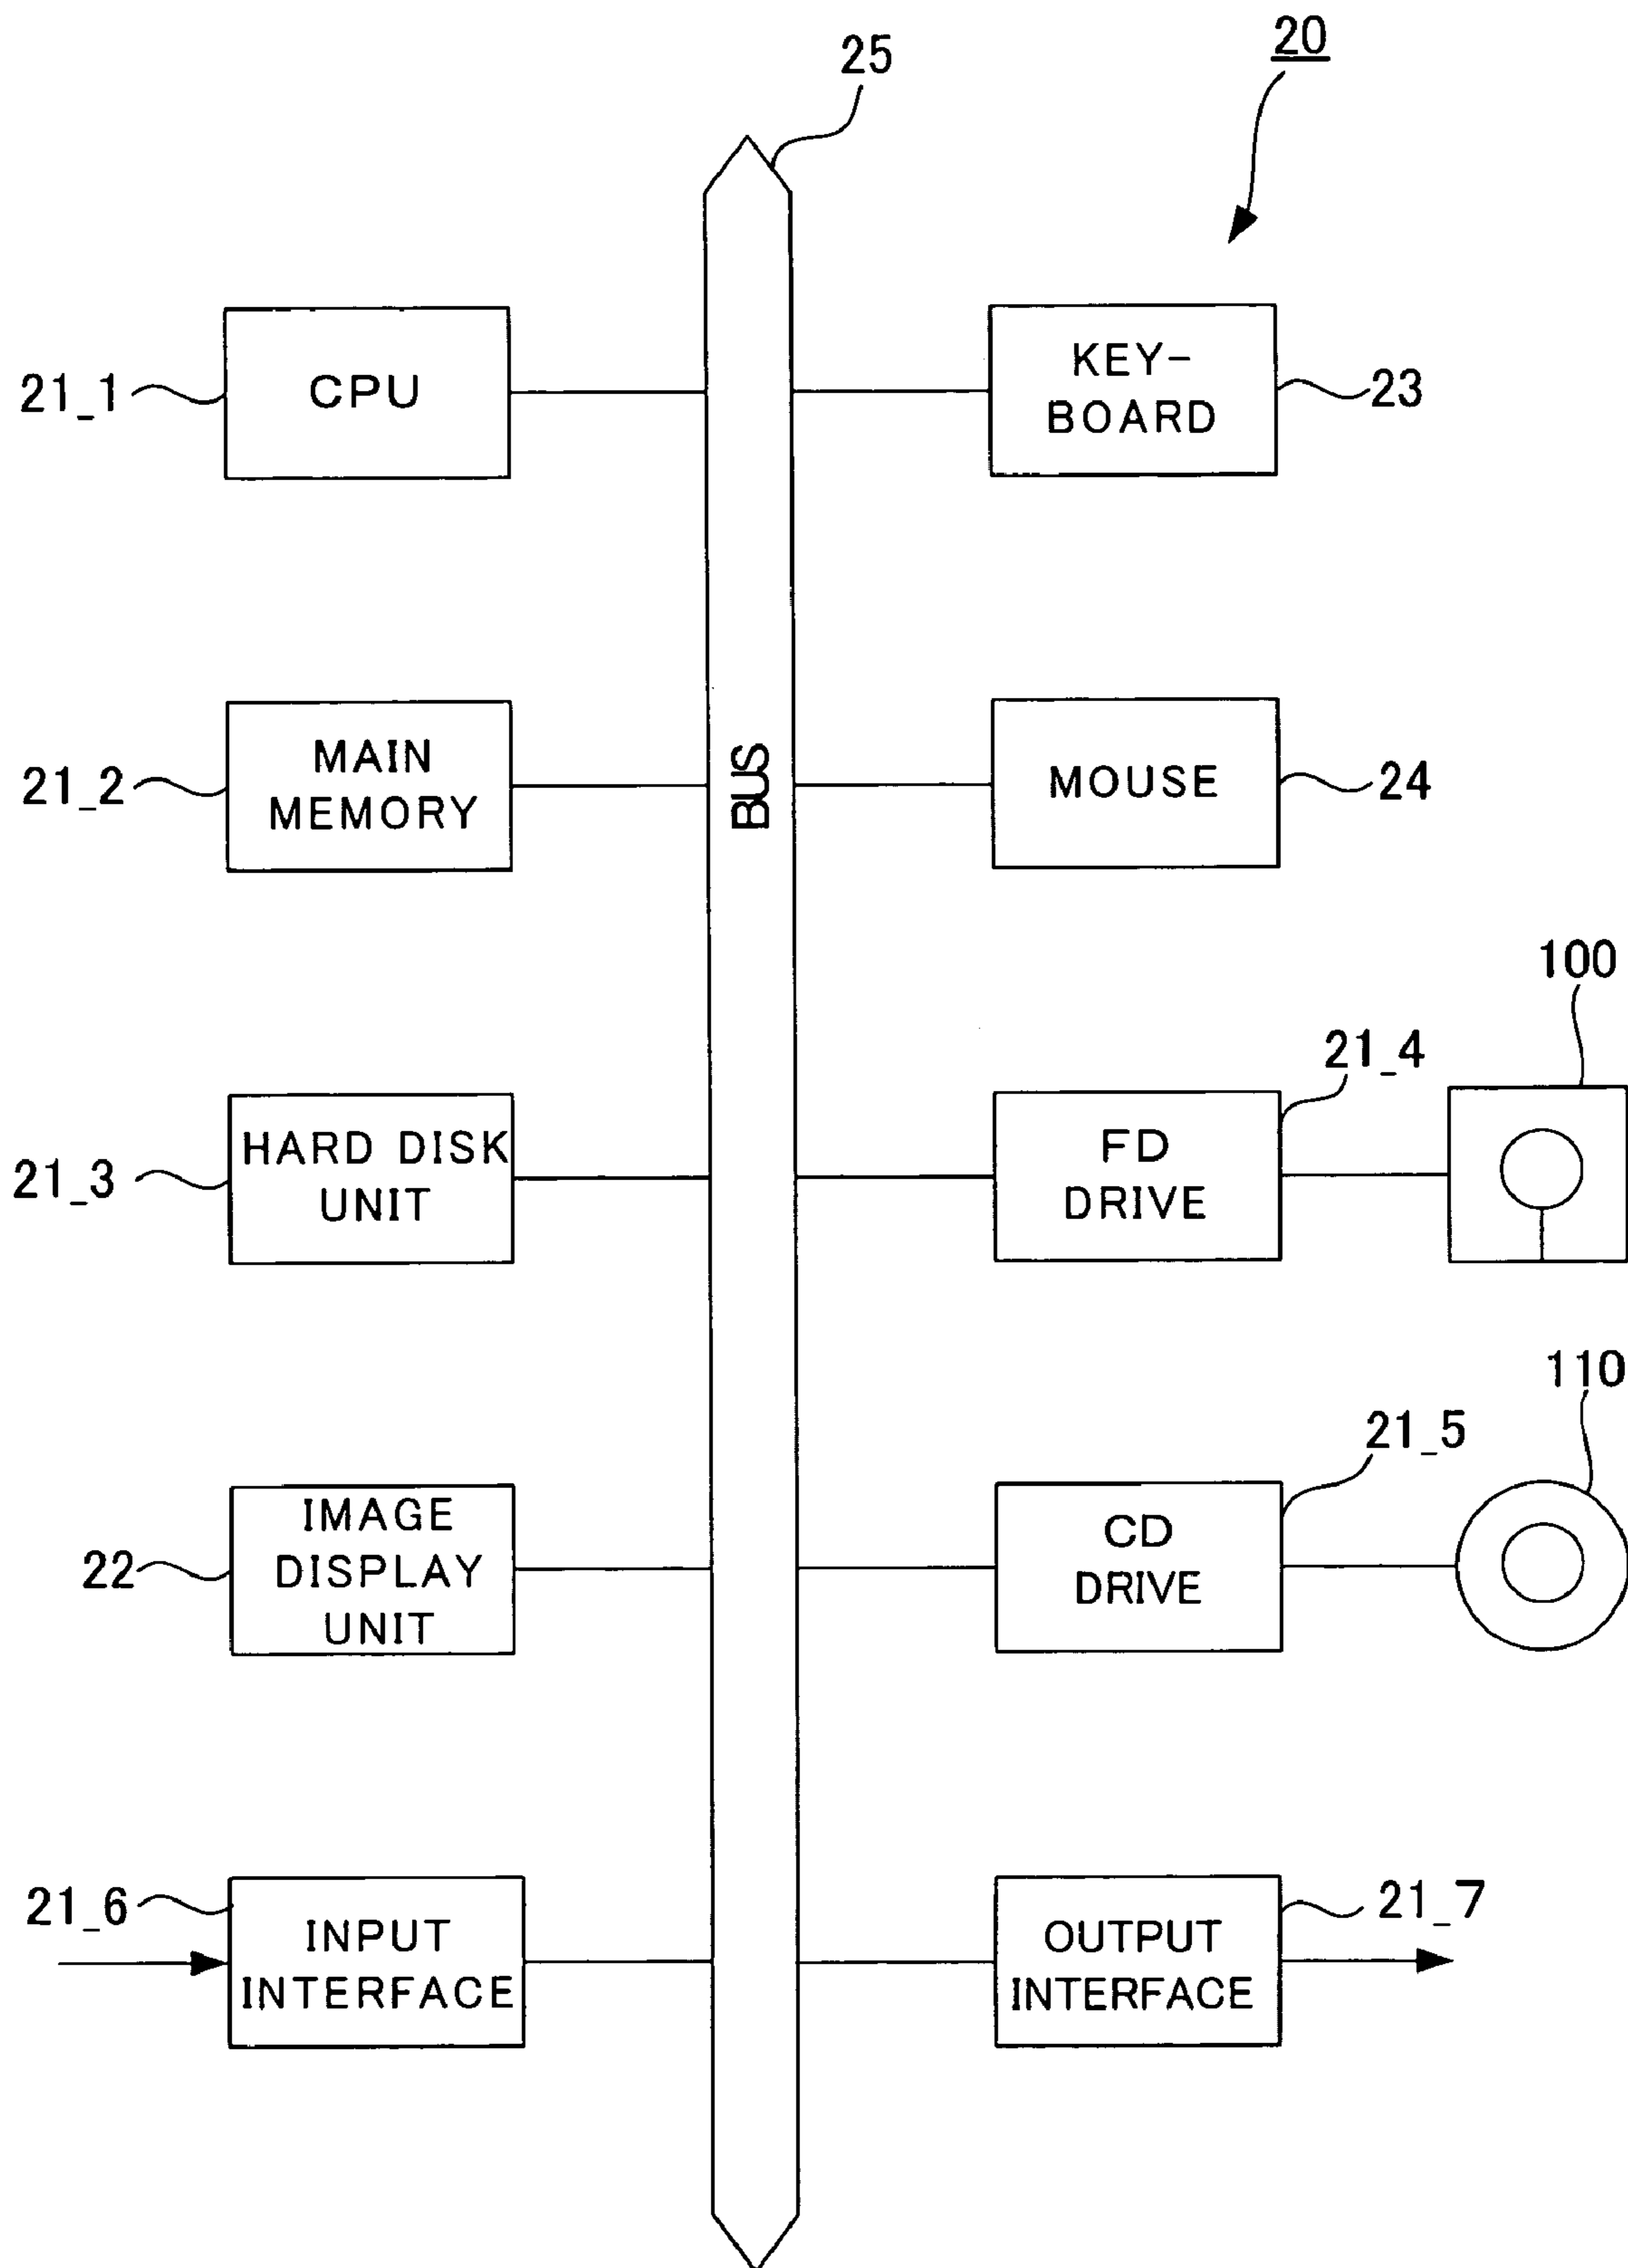 20
25
21_1
CPU
KEY-
BOARD
23
21_2
MAIN
MEMORY
BUS
MOUSE
24
100
21_3
HARD DISK
UNIT
21_4
FD
DRIVE
110
22
IMAGE
DISPLAY
UNIT
21_5
CD
DRIVE
21_6
INPUT
INTERFACE
OUTPUT
INTERFACE
21_7